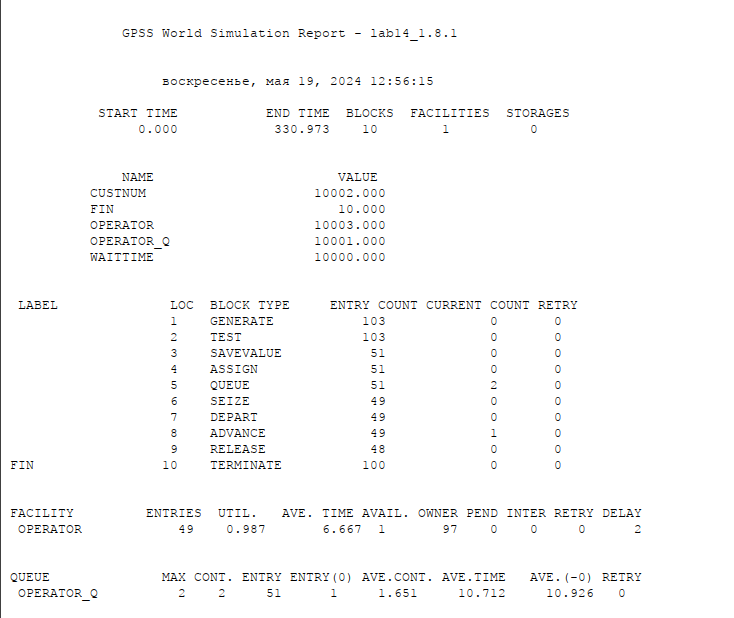 GPSS World Simulation Report - lab14_1.8.1
воскресенье, мая 19, 2024 12:56:15
START TIME END TIME BLOCKS FACILITIES STORAGES
0.000 330.973 10 1 0
NAME VALUE
CUSTNUM 10002.000
FIN 10.000
OPERATOR 10003.000
OPERATOR_Q 10001.000
WAITTIME 10000.000
LABEL LOC BLOCK TYPE ENTRY COUNT CURRENT COUNT RETRY
1 GENERATE 103 0 0
2 TEST 103 0 0
3 SAVEVALUE 51 0 0
4 ASSIGN 51 0 0
5 QUEUE 51 2 0
6 SEIZE 49 0 0
7 DEPART 49 0 0
8 ADVANCE 49 1 0
9 RELEASE 48 0 0
FIN 10 TERMINATE 100 0 0
FACILITY ENTRIES UTIL. AVE. TIME AVAIL. OWNER PEND INTER RETRY DELAY
OPERATOR 49 0.987 6.667 1 97 0 0 0 2
QUEUE MAX CONT. ENTRY ENTRY(0) AVE.CONT. AVE.TIME AVE.(-0) RETRY
OPERATOR_Q 2 2 51 1 1.651 10.712 10.926 0